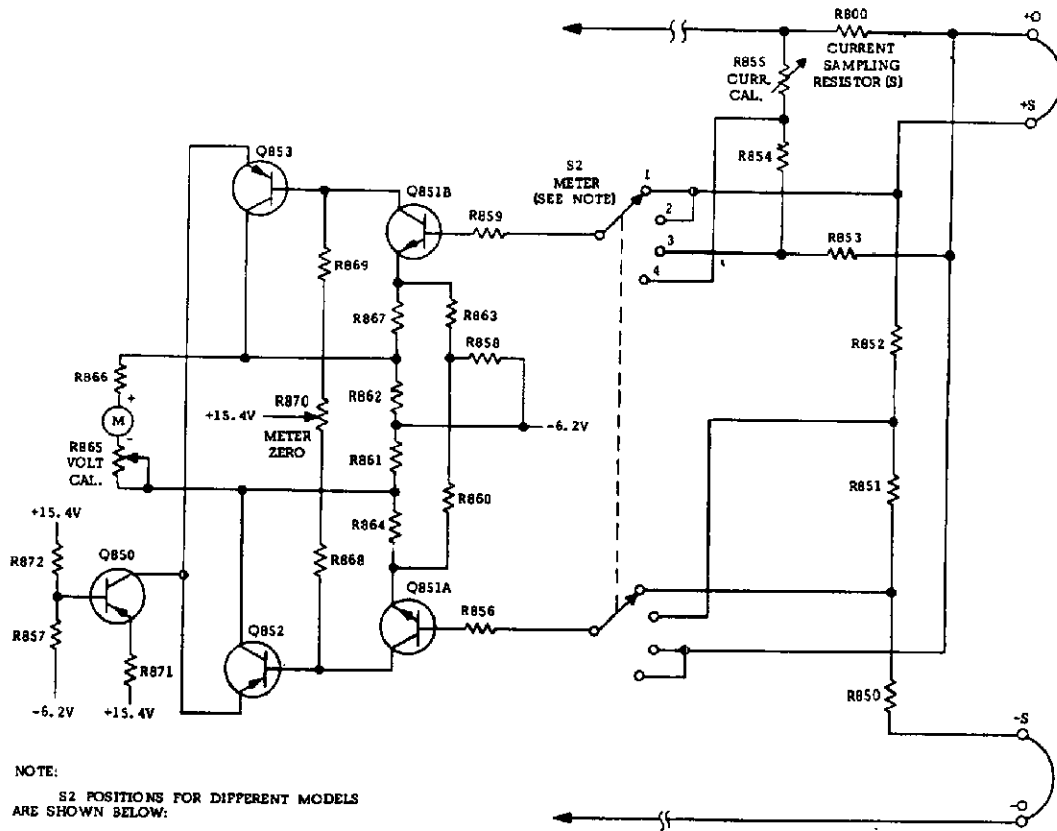 R800
+O
CURRENT
SAMPLING
RESISTOR(S)
R855
CURR.
CAL.
+S
R854
Q853
S2
METER
(SEE NOTE)
1
2
3
4
Q851B
R859
R853
R869
R863
R867
R858
R852
R866
+
M
-
R865
VOLT
CAL.
+15.4V
R870
METER
ZERO
R862
-6.2V
R861
R851
R860
R864
+15.4V
R872
Q850
R868
Q851A
R857
Q852
R856
R871
R850
-6.2V
+15.4V
-S
-O
NOTE:
S2 POSITIONS FOR DIFFERENT MODELS
ARE SHOWN BELOW: